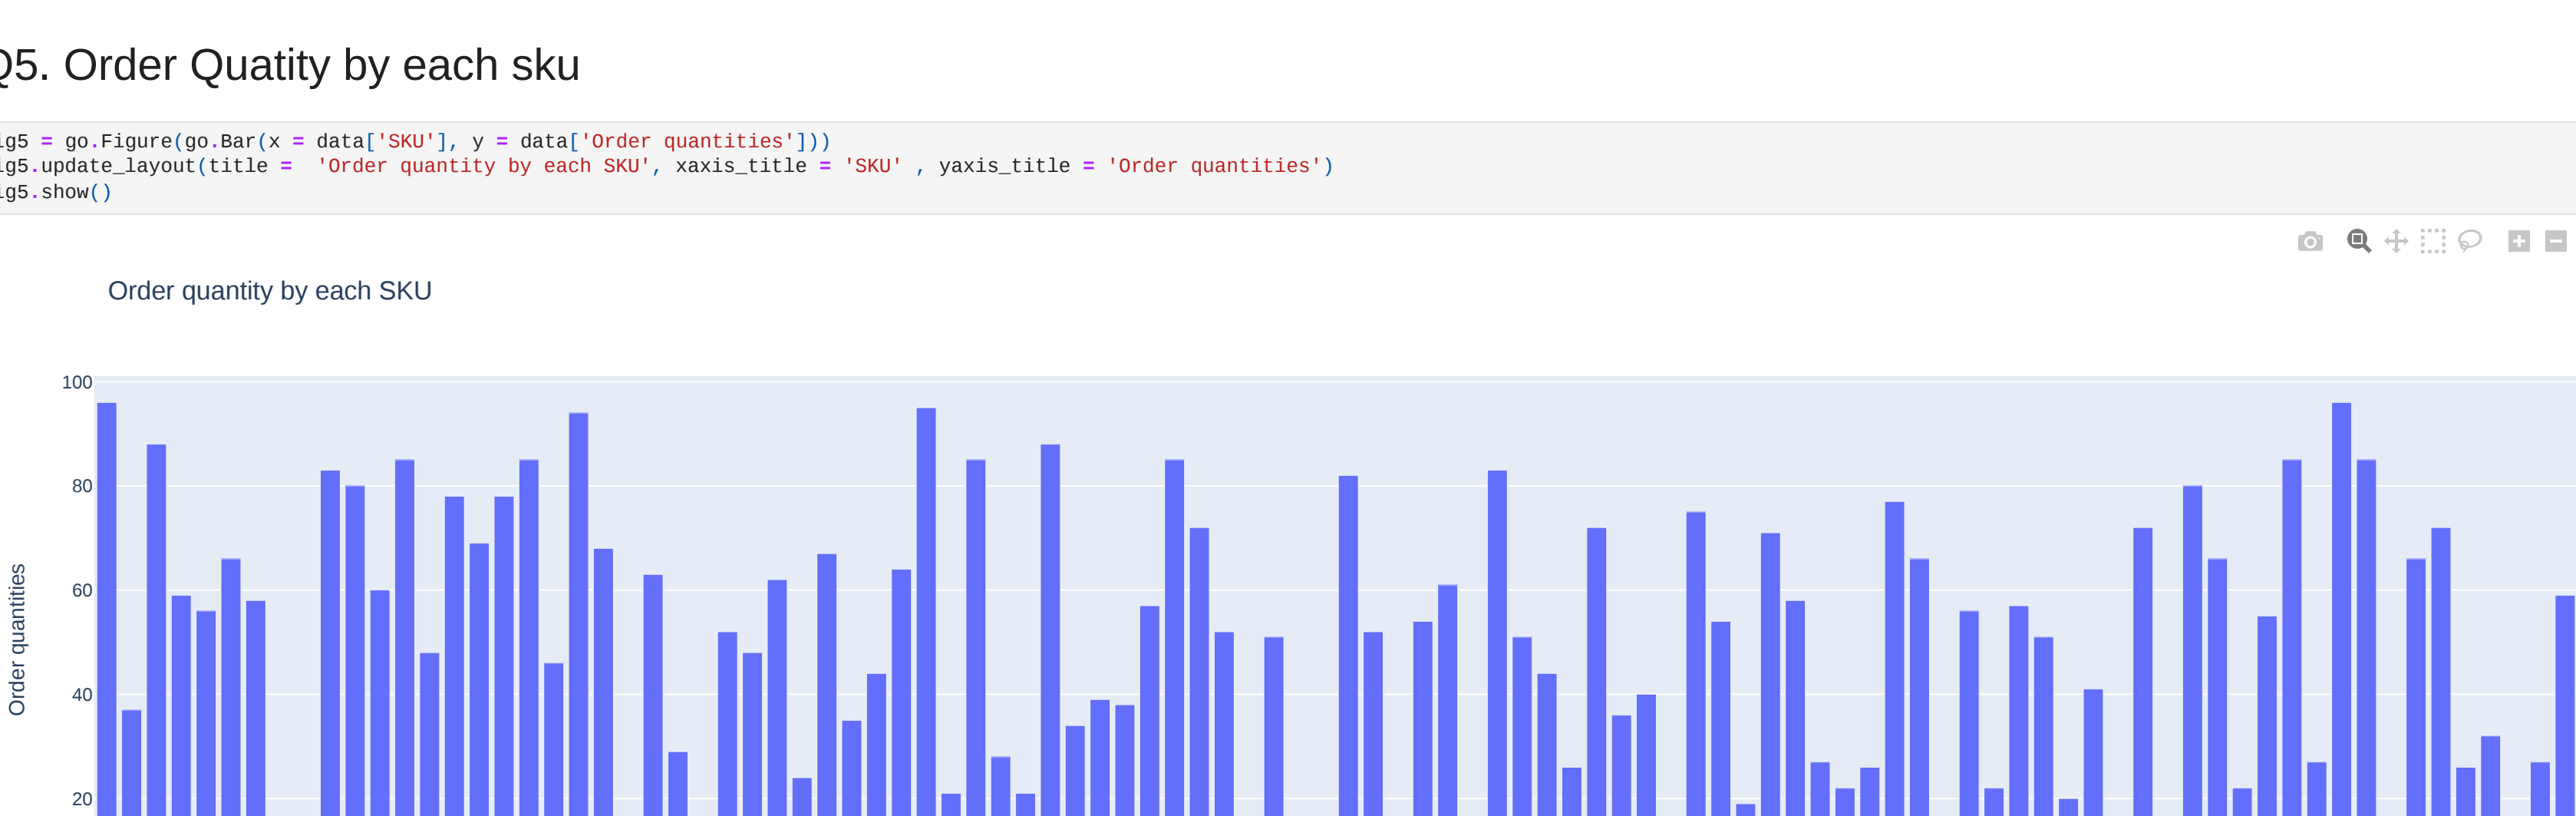 Q5. Order Quatity by each sku
ig5 = go.Figure(go.Bar(x = data['SKU'], y = data['Order quantities']))
ig5.update_layout(title =  'Order quantity by each SKU', xaxis_title = 'SKU' , yaxis_title = 'Order quantities')
ig5.show()
Order quantity by each SKU
100
80
60
40
20
Order quantities